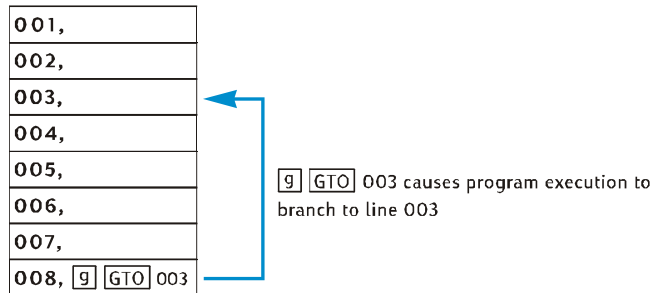 001,
002,
003,
004,
005,
006,
007,
008, g GTO 003
g GTO 003 causes program execution to
branch to line 003